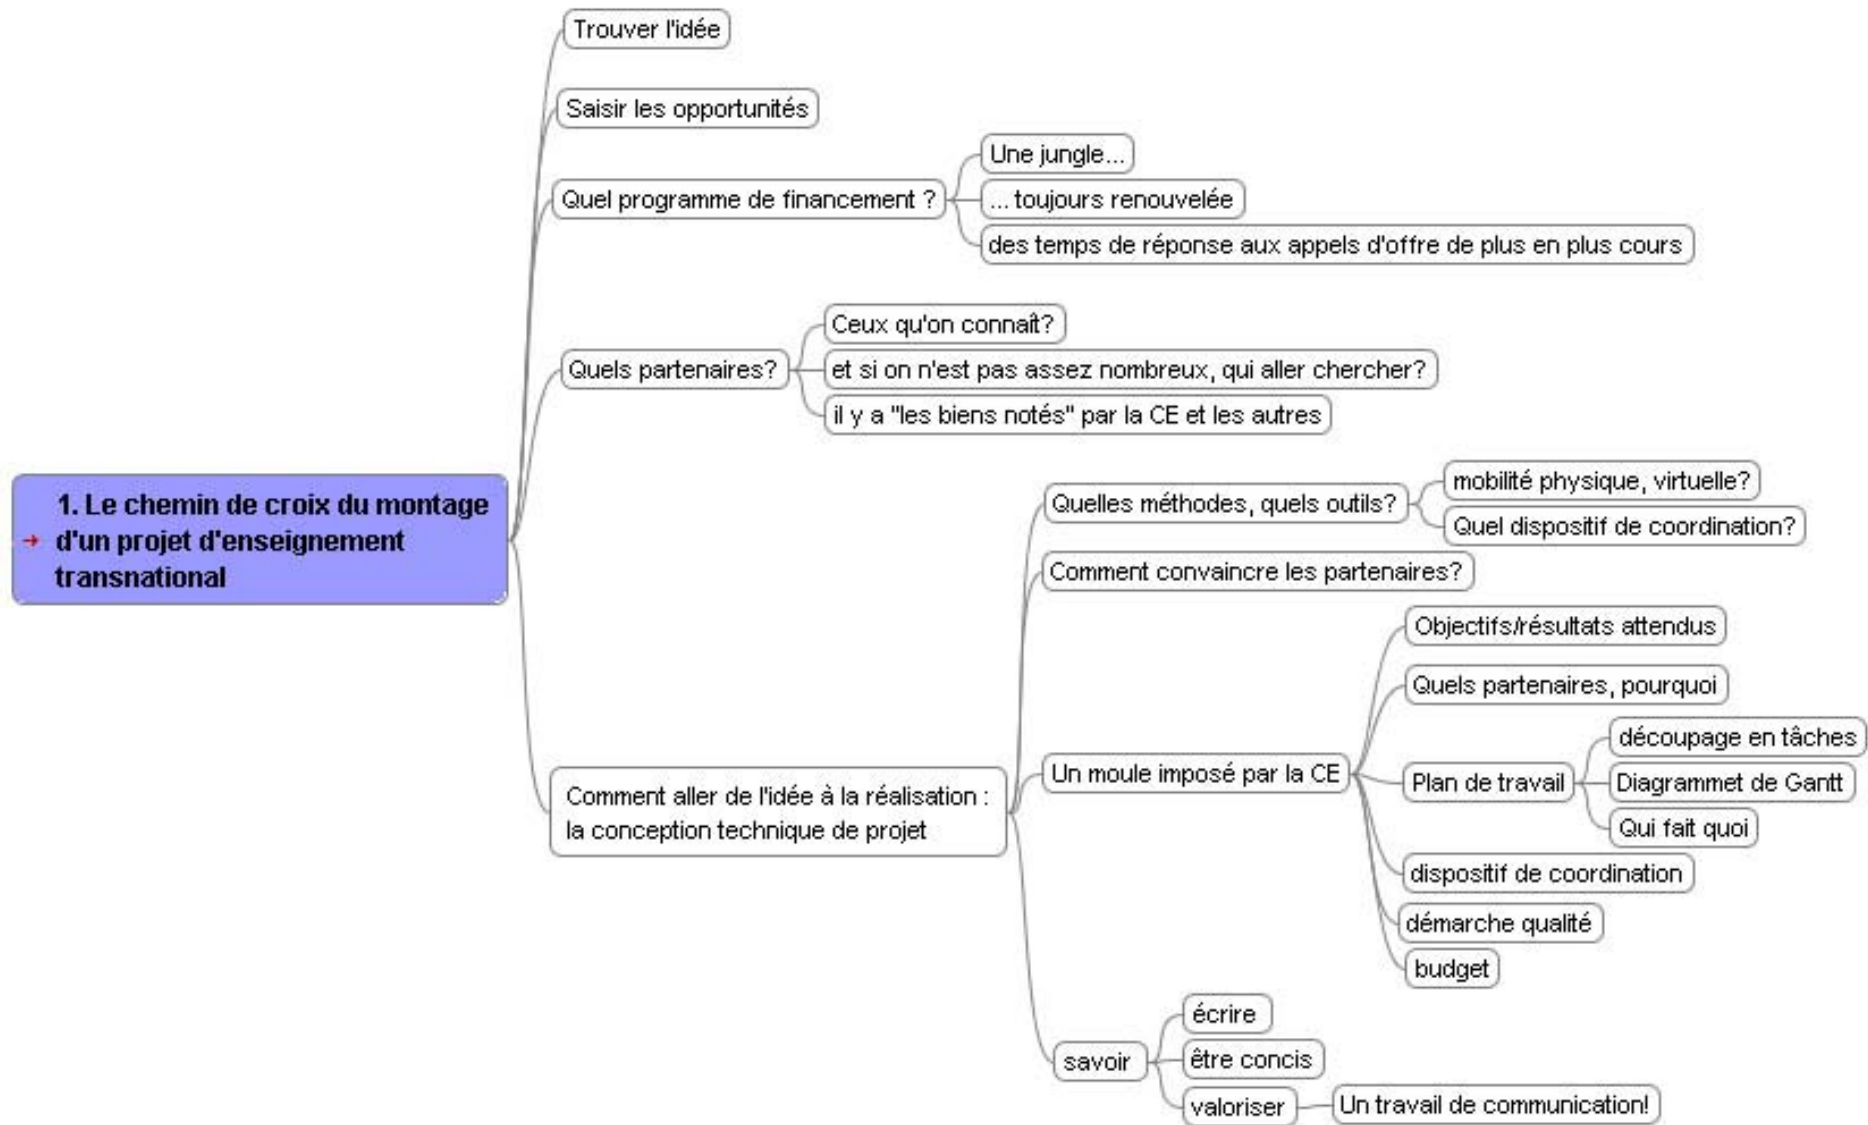 Trouver l'idée
Saisir les opportunités
Quel programme de financement ?
Une jungle...
... toujours renouvelée
des temps de réponse aux appels d'offre de plus en plus cours
Quels partenaires?
Ceux qu'on connaît?
et si on n'est pas assez nombreux, qui aller chercher?
il y a "les biens notés" par la CE et les autres
1. Le chemin de croix du montage
d'un projet d'enseignement
transnational
Comment aller de l'idée à la réalisation :
la conception technique de projet
Quelles méthodes, quels outils?
mobilité physique, virtuelle?
Quel dispositif de coordination?
Comment convaincre les partenaires?
Un moule imposé par la CE
Objectifs/résultats attendus
Quels partenaires, pourquoi
Plan de travail
découpage en tâches
Diagrammet de Gantt
Qui fait quoi
dispositif de coordination
démarche qualité
budget
savoir
écrire
être concis
valoriser
Un travail de communication!